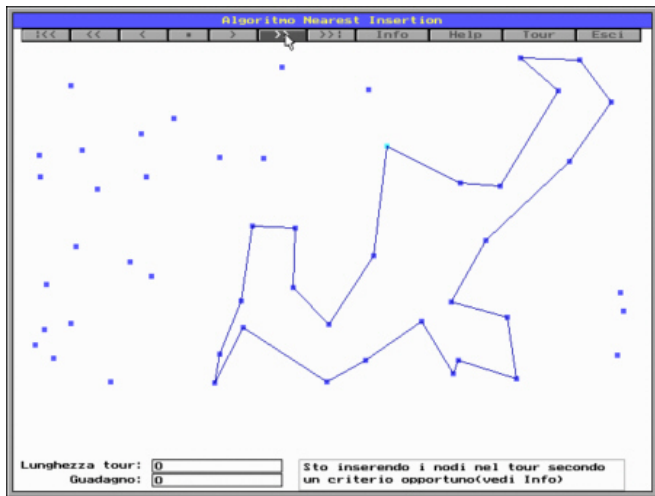 Algoritmo Nearest Insertion
:<< << < ▪ > >> >>: Info Help Tour Esci
Lunghezza tour: 0
Guadagno: 0
Sto inserendo i nodi nel tour secondo
un criterio opportuno(vedi Info)